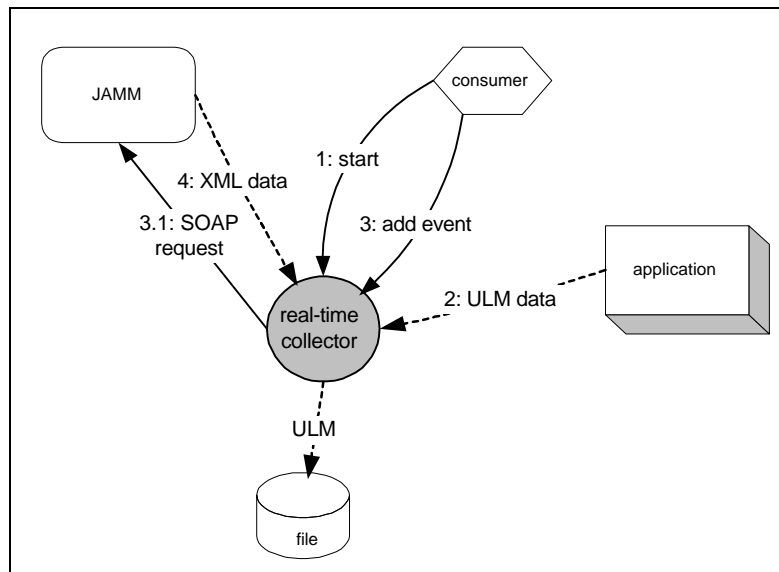 JAMM
consumer
1: start
4: XML data
3.1: SOAP
request
3: add event
application
2: ULM data
real-time
collector
ULM
file